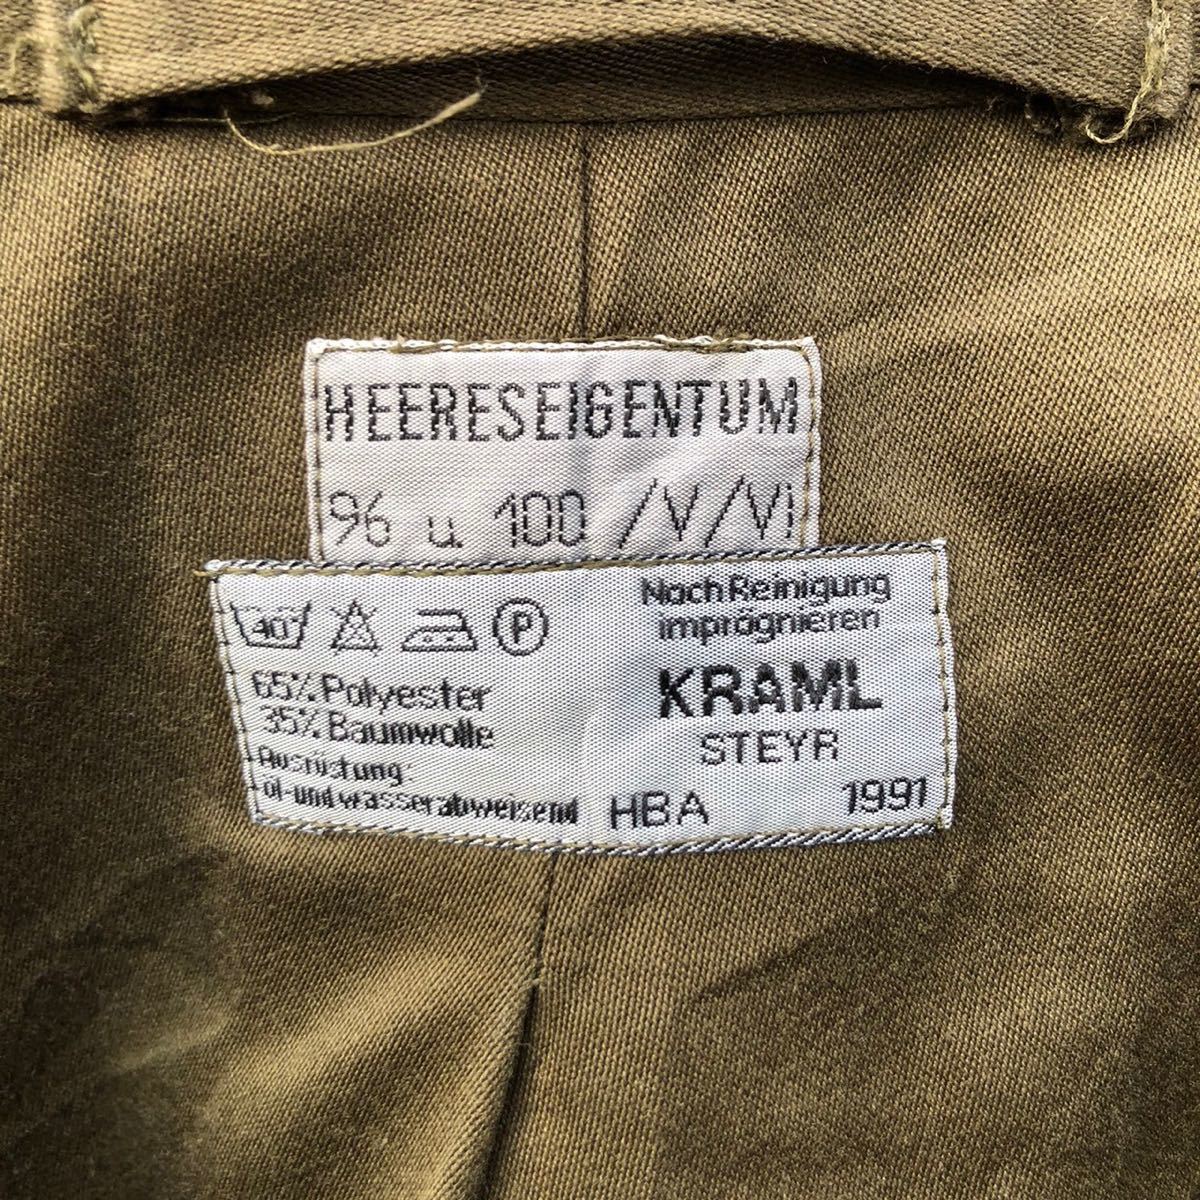 HEERESEIGENTUM
96 u. 100 /V/VI
40° P
65% Polyester
35% Baumwolle
Ausrüstung:
öl-und wasserabweisend
Nach Reinigung
imprägnieren
KRAML
STEYR
HBA 1991